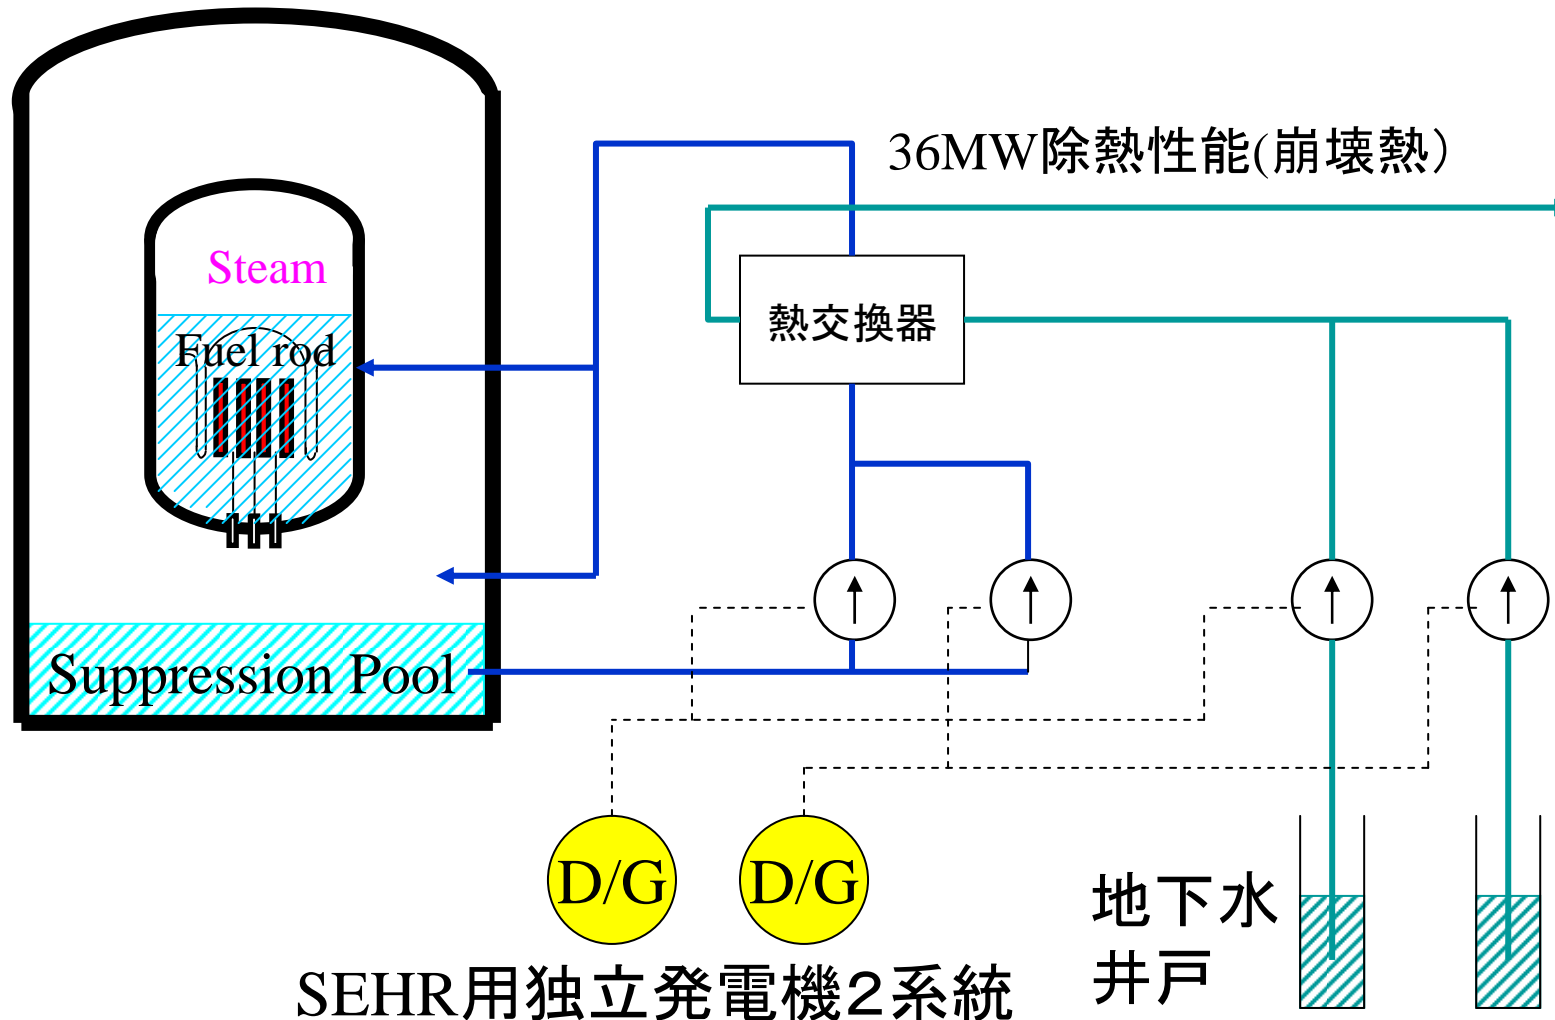 36MW除熱性能(崩壊熱）
Steam
熱交換器
Fuel rod
Suppression Pool
D/G
D/G
地下水
井戸
SEHR用独立発電機２系統